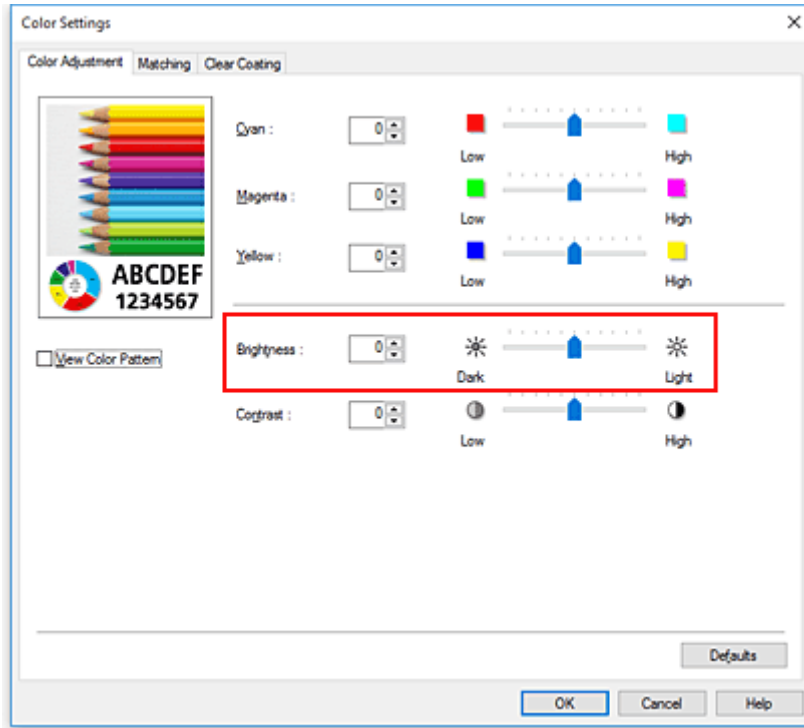 Color Settings
Color Adjustment Matching Clear Coating
Cyan : 0
Low High
Magenta : 0
Low High
Yellow : 0
Low High
ABCDEF
1234567
View Color Pattern
Brightness : 0
Dark Light
Contrast : 0
Low High
Defaults
OK Cancel Help